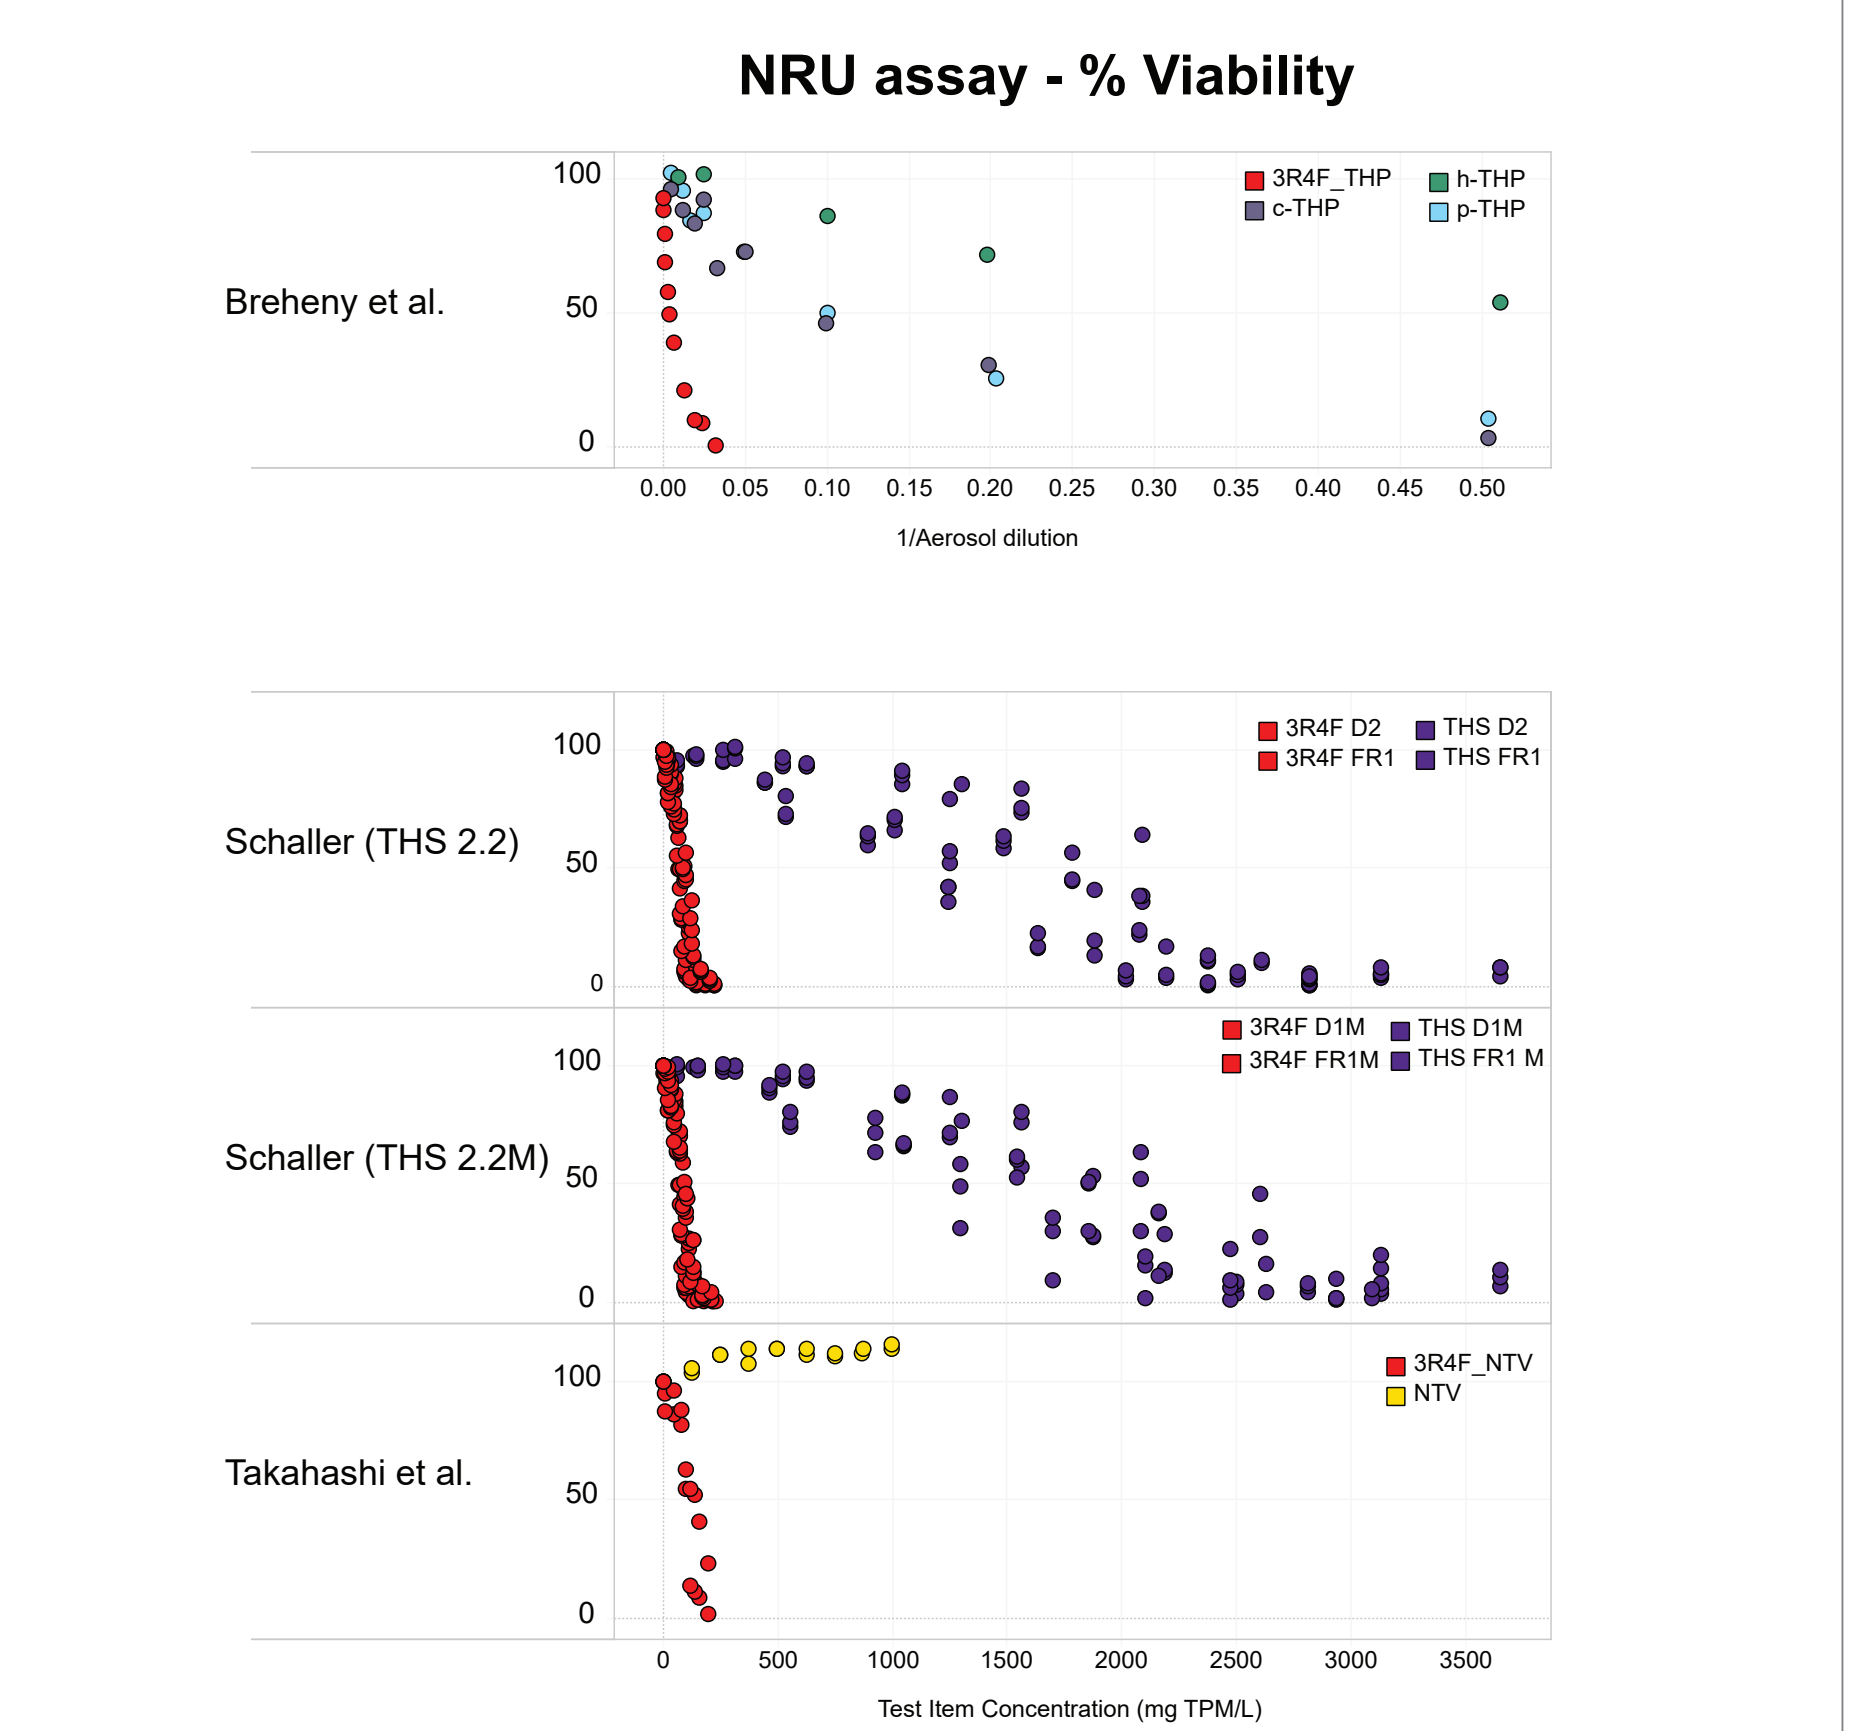 NRU assay - % Viability
100
3R4F_THP
h-THP
c-THP
p-THP
Breheny et al.
50
0
0.00 0.05 0.10 0.15 0.20 0.25 0.30 0.35 0.40 0.45 0.50
1/Aerosol dilution
3R4F D2
THS D2
100
3R4F FR1
THS FR1
Schaller (THS 2.2)
50
0
3R4F D1M
THS D1M
100
3R4F FR1M
THS FR1 M
Schaller (THS 2.2M)
50
0
3R4F_NTV
100
NTV
Takahashi et al.
50
0
0 500 1000 1500 2000 2500 3000 3500
Test Item Concentration (mg TPM/L)